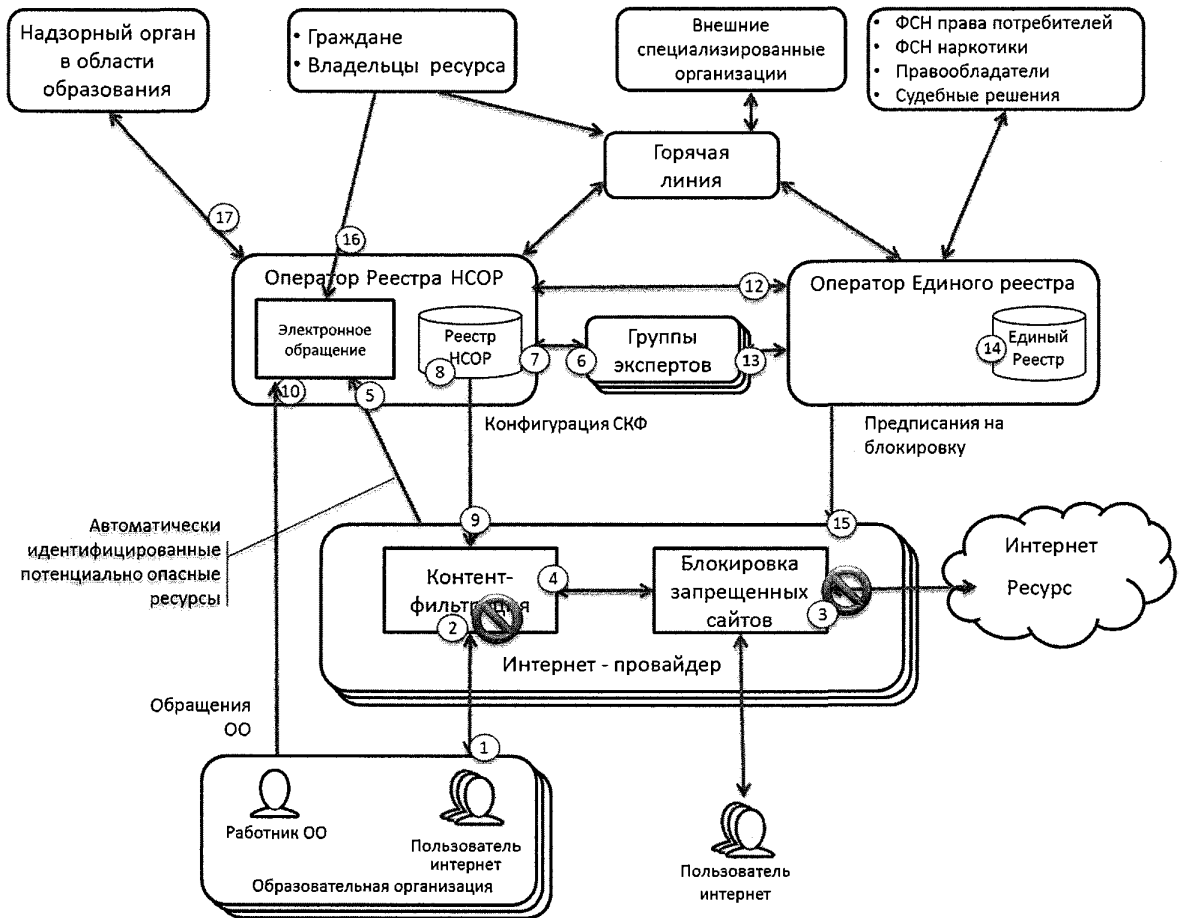 Надзорный орган
в области
образования
• Граждане
• Владельцы ресурса
Внешние
специализированные
организации
• ФСН права потребителей
• ФСН наркотики
• Правообладатели
• Судебные решения
Горячая
линия
17
16
Оператор Реестра НСОР
12
Оператор Единого реестра
Электронное
обращение
Реестр
НСОР
8
7
6
Группы
экспертов
13
14
Единый
Реестр
10
5
Конфигурация СКФ
Предписания на
блокировку
Автоматически
идентифицированные
потенциально опасные
ресурсы
9
15
Контент-
фильтрация
2
4
Блокировка
запрещенных
сайтов
3
Интернет
Ресурс
Интернет - провайдер
Обращения
ОО
1
Работник ОО
Пользователь
интернет
Образовательная организация
Пользователь
интернет